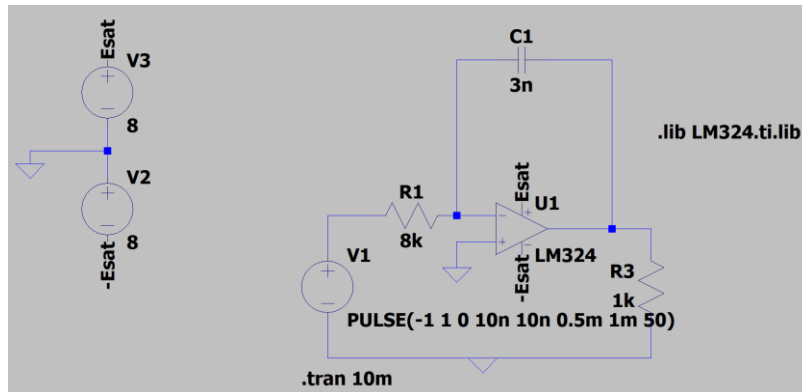 Esat
V3
8
V2
8
-Esat
C1
3n
.lib LM324.ti.lib
R1
8k
Esat
U1
LM324
-Esat
V1
R3
1k
PULSE(-1 1 0 10n 10n 0.5m 1m 50)
.tran 10m